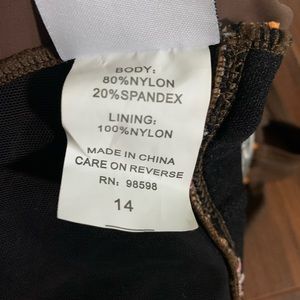 BODY:
80%NYLON
20%SPANDEX
LINING:
100%NYLON
MADE IN CHINA
CARE ON REVERSE
RN: 98598
14